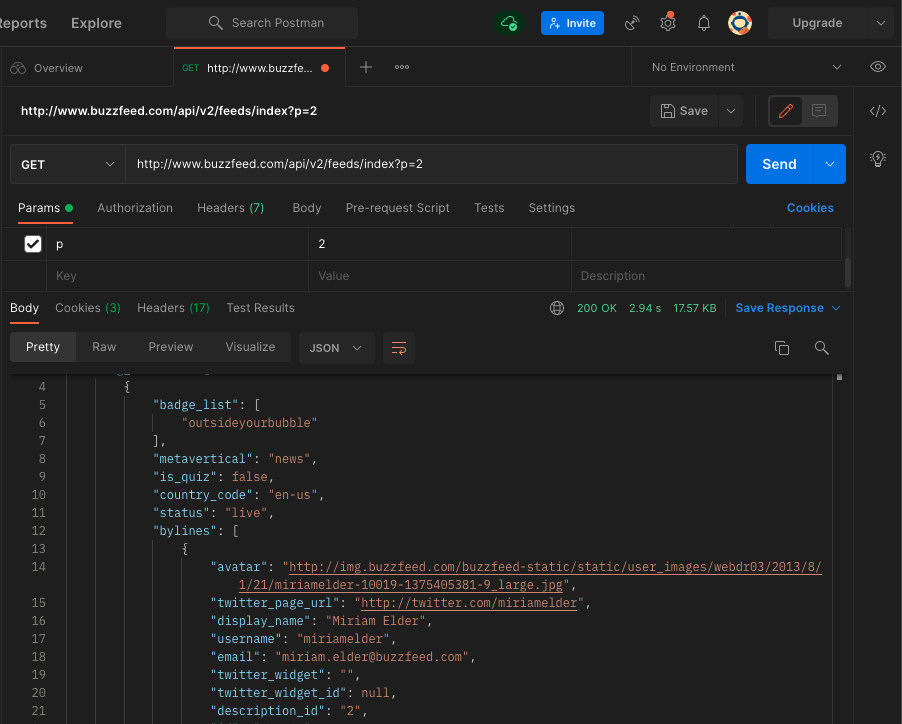 Reports Explore Search Postman Invite Upgrade
Overview GET http://www.buzzfe... No Environment
http://www.buzzfeed.com/api/v2/feeds/index?p=2 Save
GET http://www.buzzfeed.com/api/v2/feeds/index?p=2 Send
Params Authorization Headers (7) Body Pre-request Script Tests Settings Cookies
p 2
Key Value Description
Body Cookies (3) Headers (17) Test Results 200 OK 2.94 s 17.57 KB Save Response
Pretty Raw Preview Visualize JSON
4 {
5 "badge_list": [
6 "outsideyourbubble"
7 ],
8 "metavertical": "news",
9 "is_quiz": false,
10 "country_code": "en-us",
11 "status": "live",
12 "bylines": [
13 {
14 "avatar": "http://img.buzzfeed.com/buzzfeed-static/static/user_images/webdr03/2013/8/
1/21/miriamelder-10019-1375405381-9_large.jpg",
15 "twitter_page_url": "http://twitter.com/miriamelder",
16 "display_name": "Miriam Elder",
17 "username": "miriamelder",
18 "email": "miriam.elder@buzzfeed.com",
19 "twitter_widget": "",
20 "twitter_widget_id": null,
21 "description_id": "2",